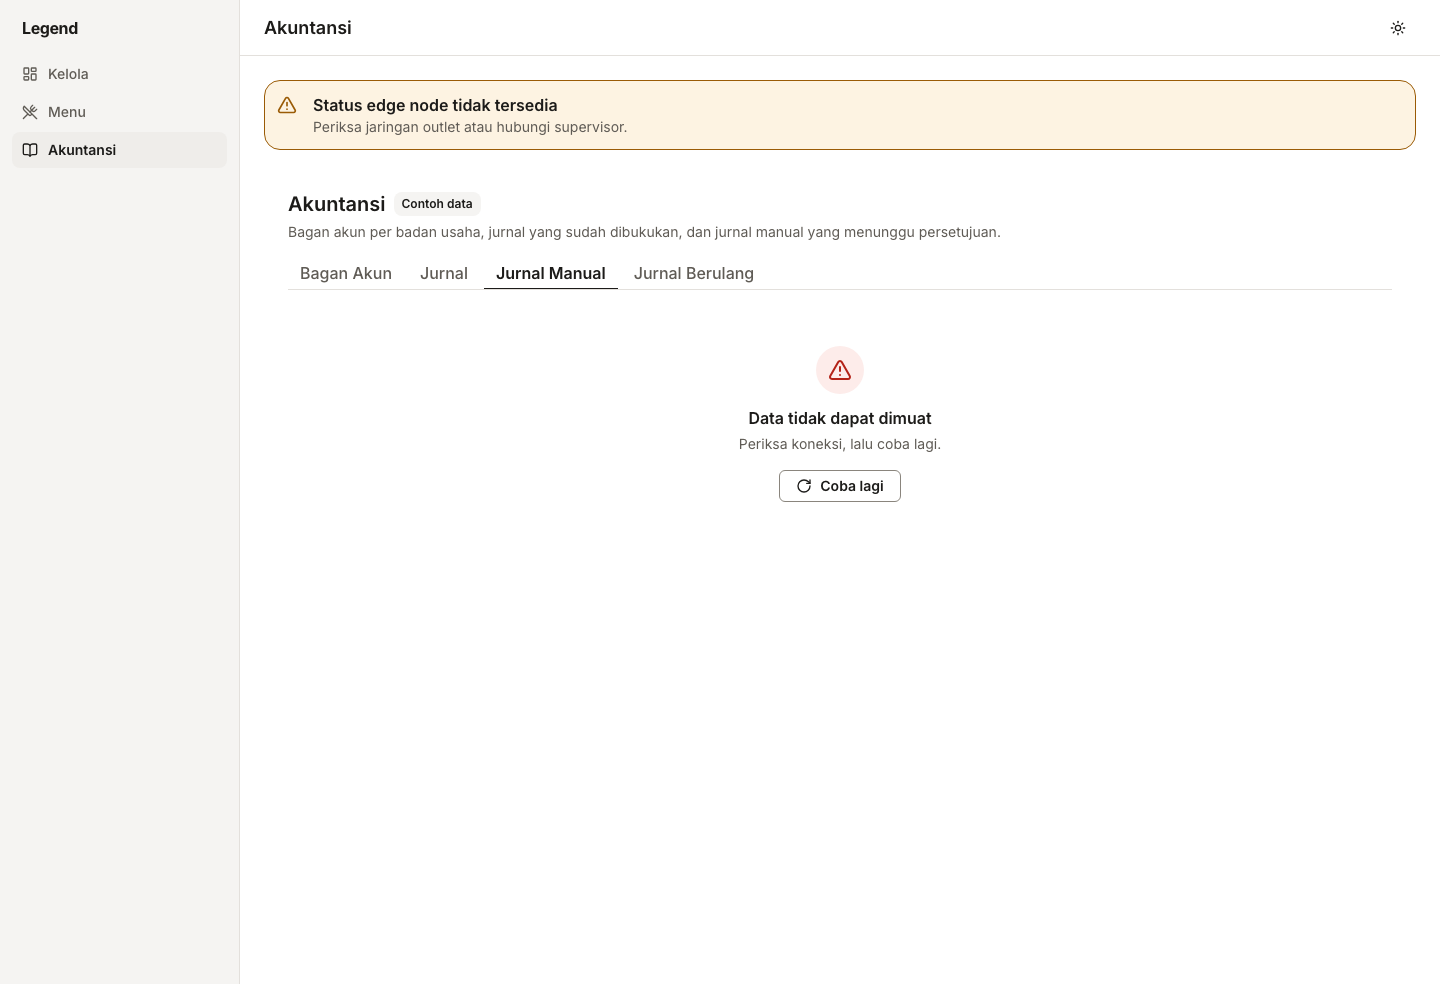 Legend
Kelola
Menu
Akuntansi
Akuntansi
Status edge node tidak tersedia
Periksa jaringan outlet atau hubungi supervisor.
Akuntansi Contoh data
Bagan akun per badan usaha, jurnal yang sudah dibukukan, dan jurnal manual yang menunggu persetujuan.
Bagan Akun Jurnal Jurnal Manual Jurnal Berulang
Data tidak dapat dimuat
Periksa koneksi, lalu coba lagi.
Coba lagi